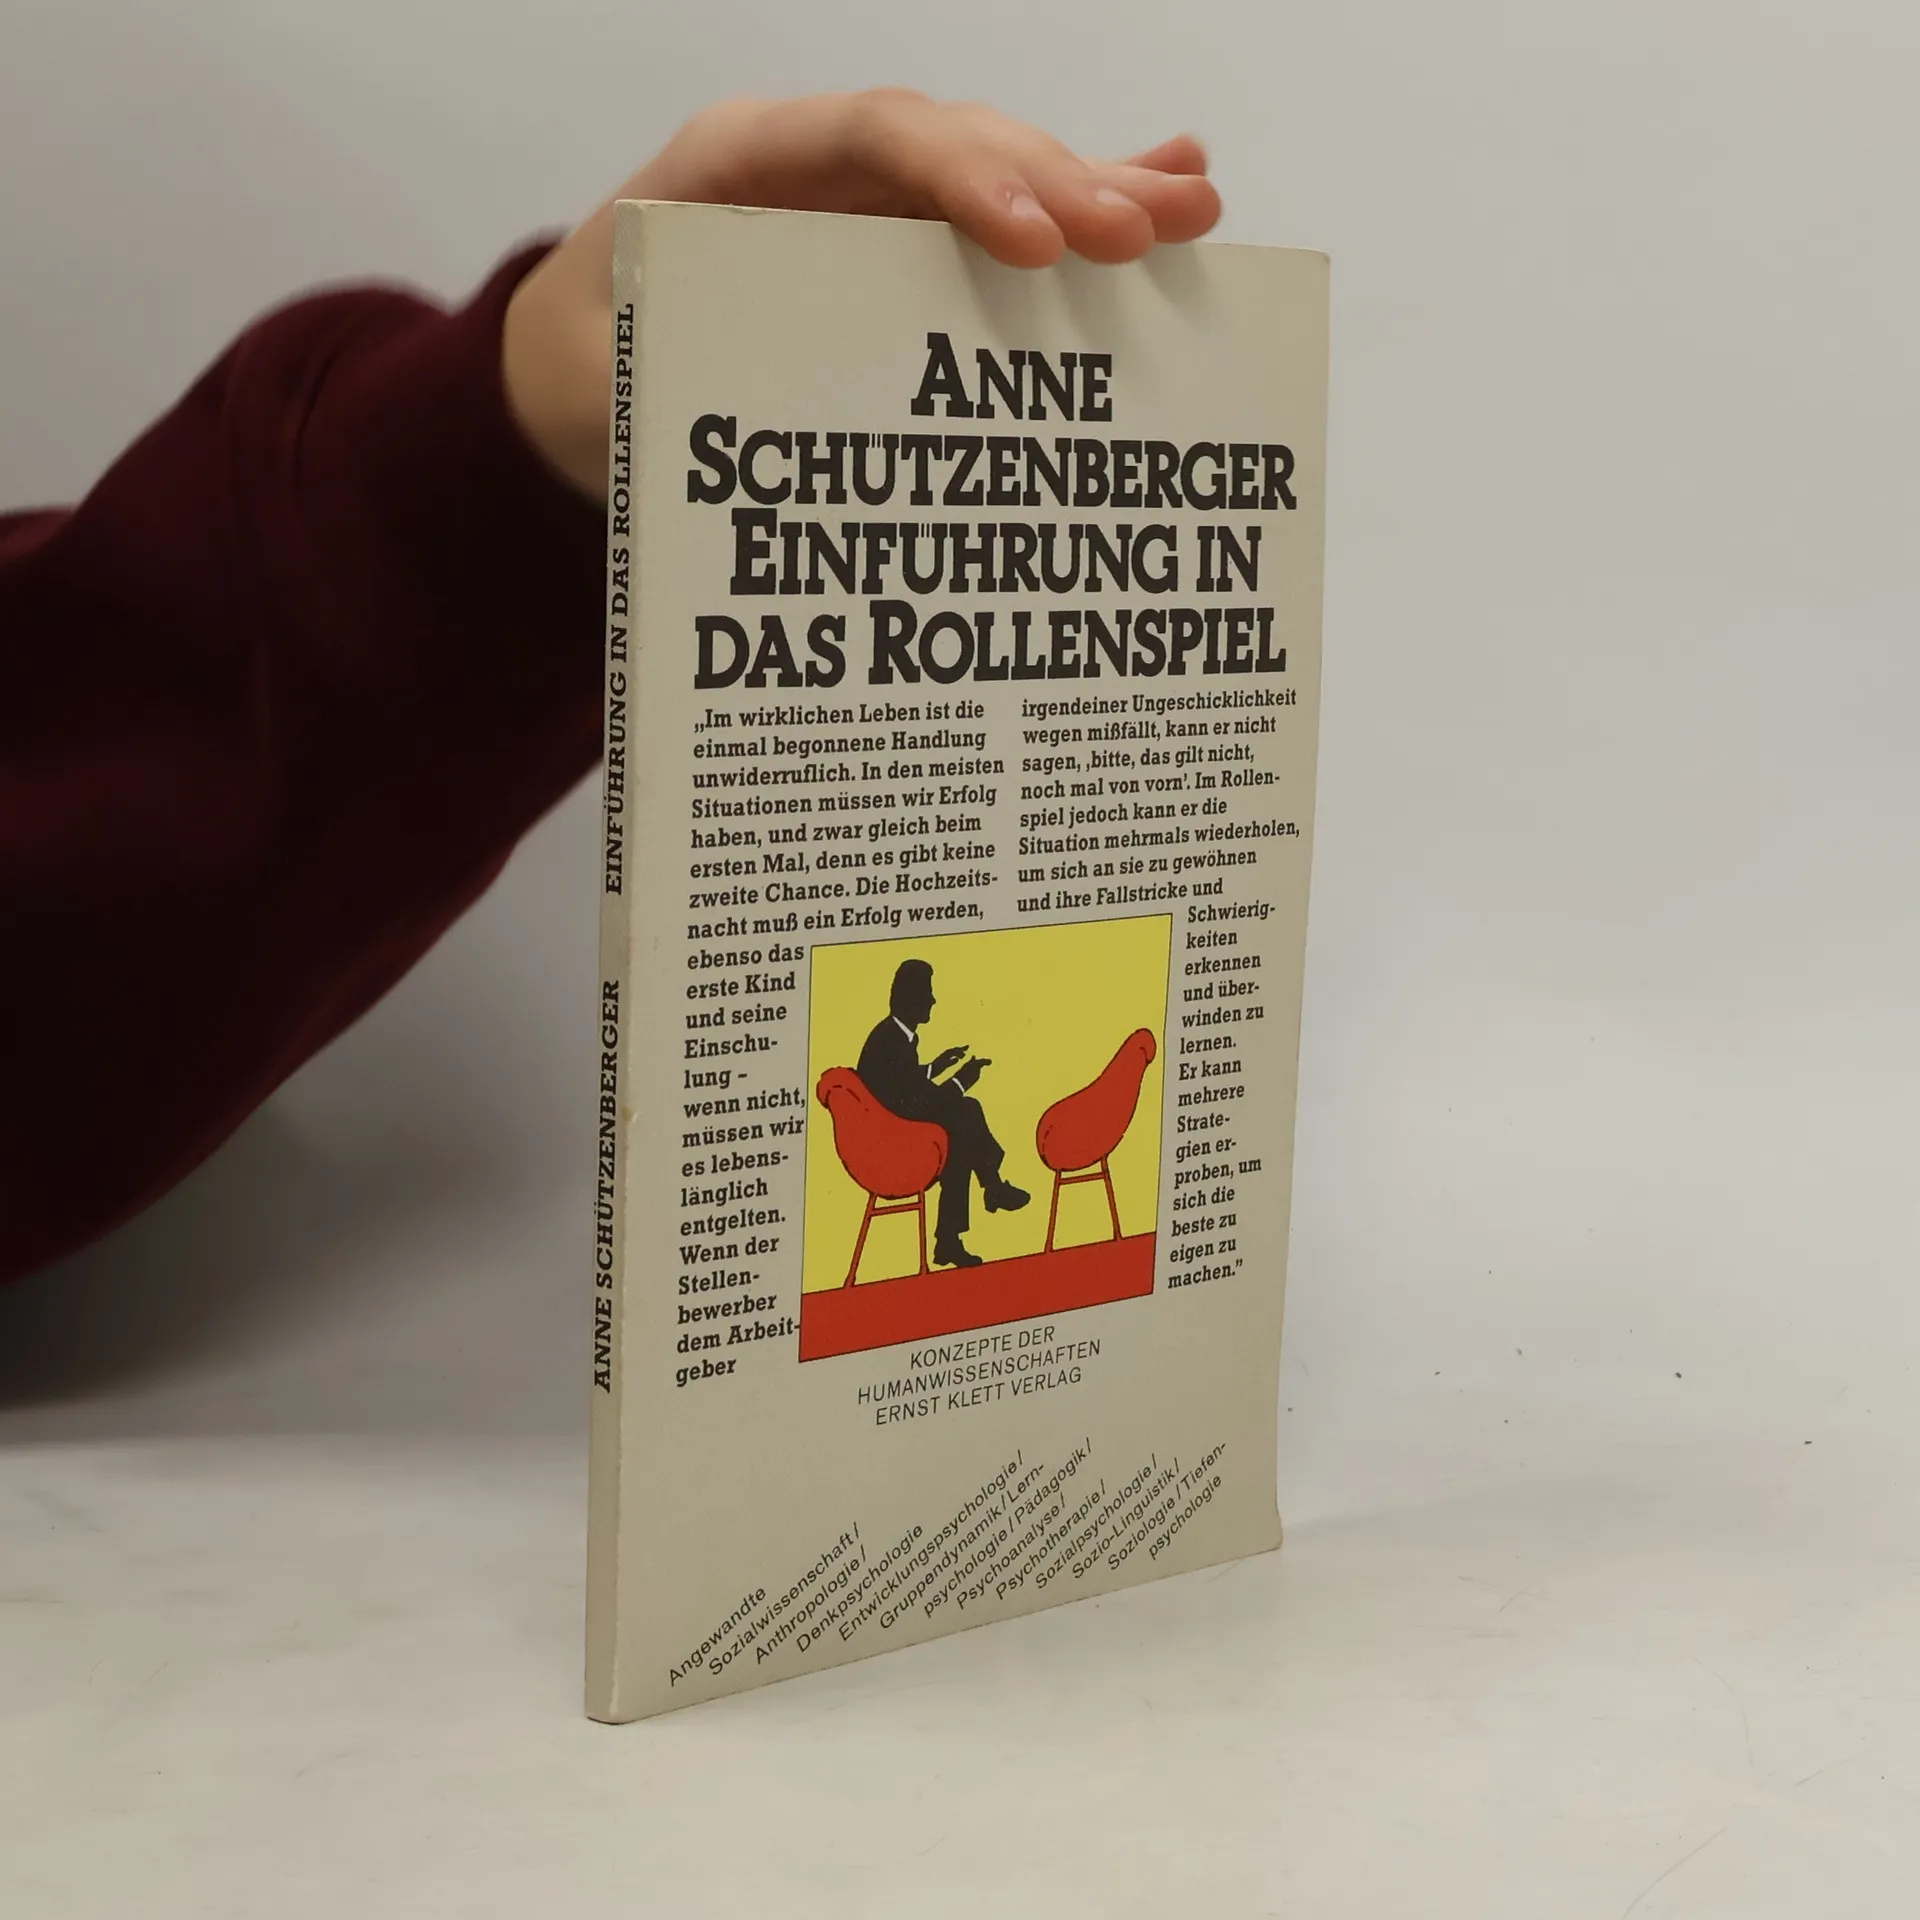 ANNE SCHÜTZENBERGER EINFÜHRUNG IN DAS ROLLENSPIEL
ANNE
SCHÜTZENBERGER
EINFÜHRUNG IN
DAS ROLLENSPIEL
„Im wirklichen Leben ist die
einmal begonnene Handlung
unwiderruflich. In den meisten
Situationen müssen wir Erfolg
haben, und zwar gleich beim
ersten Mal, denn es gibt keine
zweite Chance. Die Hochzeits-
nacht muß ein Erfolg werden,
ebenso das
erste Kind
und seine
Einschu-
lung –
wenn nicht,
müssen wir
es lebens-
länglich
entgelten.
Wenn der
Stellen-
bewerber
dem Arbeit-
geber
irgendeiner Ungeschicklichkeit
wegen mißfällt, kann er nicht
sagen, ‚bitte, das gilt nicht,
noch mal von vorn’. Im Rollen-
spiel jedoch kann er die
Situation mehrmals wiederholen,
um sich an sie zu gewöhnen
und ihre Fallstricke und
Schwierig-
keiten
erkennen
und über-
winden zu
lernen.
Er kann
mehrere
Strate-
gien er-
proben, um
sich die
beste zu
eigen zu
machen.”
KONZEPTE DER
HUMANWISSENSCHAFTEN
ERNST KLETT VERLAG
Angewandte
Sozialwissenschaft/
Anthropologie/
Denkpsychologie
Entwicklungspsychologie/
Gruppendynamik/Lern-
psychologie/Pädagogik/
Psychoanalyse/
Psychotherapie/
Sozialpsychologie/
Sozio-Linguistik/
Soziologie/Tiefen-
psychologie